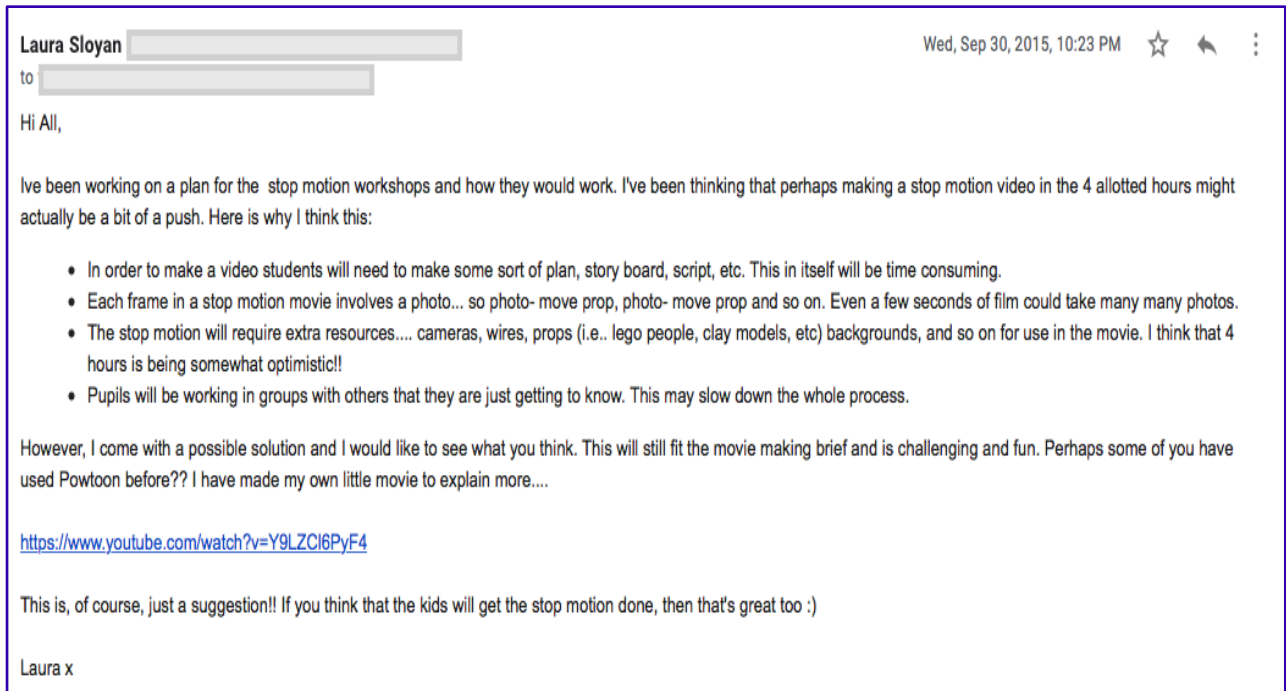 Laura Sloyan
Wed, Sep 30, 2015, 10:23 PM
to
Hi All,
Ive been working on a plan for the  stop motion workshops and how they would work. I've been thinking that perhaps making a stop motion video in the 4 allotted hours might
actually be a bit of a push. Here is why I think this:
• In order to make a video students will need to make some sort of plan, story board, script, etc. This in itself will be time consuming.
• Each frame in a stop motion movie involves a photo... so photo- move prop, photo- move prop and so on. Even a few seconds of film could take many many photos.
• The stop motion will require extra resources.... cameras, wires, props (i.e.. lego people, clay models, etc) backgrounds, and so on for use in the movie. I think that 4
hours is being somewhat optimistic!!
• Pupils will be working in groups with others that they are just getting to know. This may slow down the whole process.
However, I come with a possible solution and I would like to see what you think. This will still fit the movie making brief and is challenging and fun. Perhaps some of you have
used Powtoon before?? I have made my own little movie to explain more....
https://www.youtube.com/watch?v=Y9LZCl6PyF4
This is, of course, just a suggestion!! If you think that the kids will get the stop motion done, then that's great too :)
Laura x